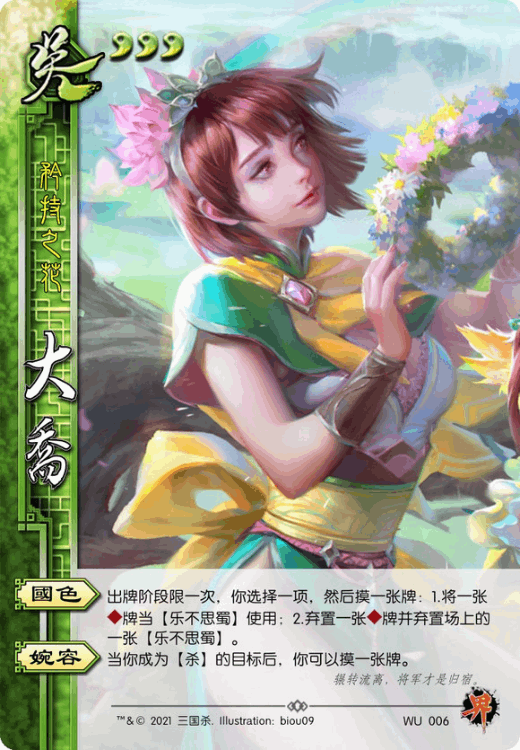 吴
矜持之花
大喬
國色
出牌阶段限一次，你选择一项，然后摸一张牌：1.将一张
♦牌当【乐不思蜀】使用；2.弃置一张♦牌并弃置场上的
一张【乐不思蜀】。
婉容
当你成为【杀】的目标后，你可以摸一张牌。
辗转流离，将军才是归宿。
™&© 2021 三国杀. Illustration: biou09
WU 006
界